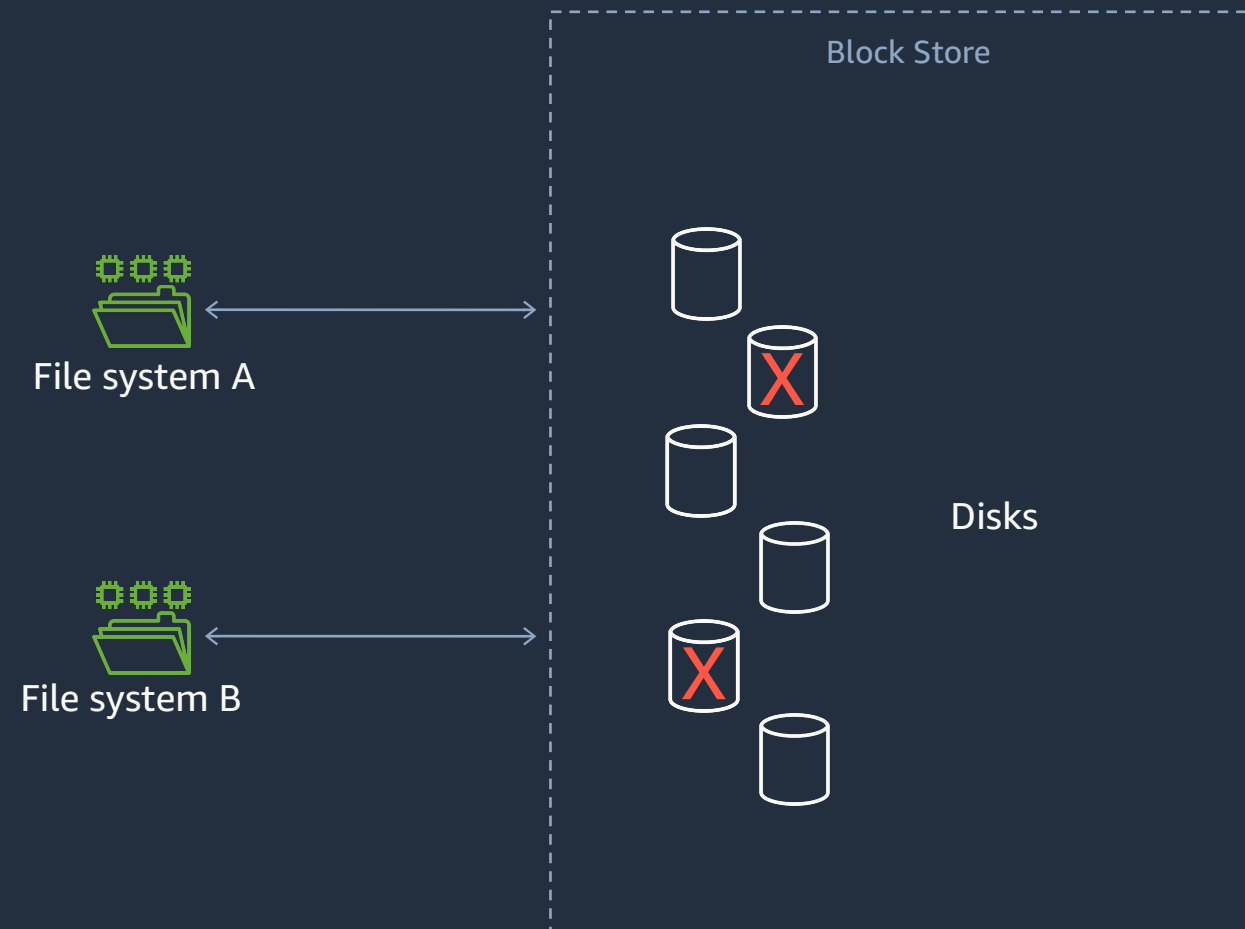 Block Store
File system A
X
Disks
X
File system B